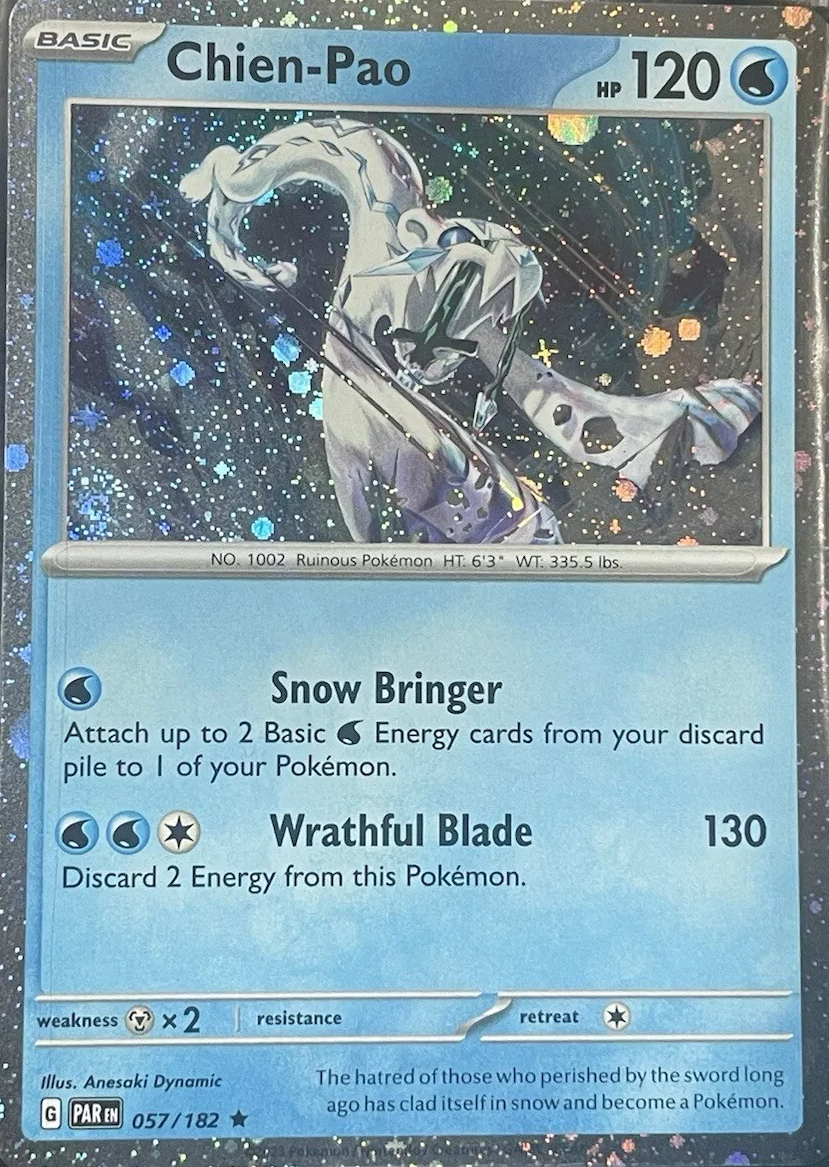 BASIC
Chien-Pao
HP 120
NO. 1002 Ruinous Pokémon HT: 6'3" WT: 335.5 lbs.
Snow Bringer
Attach up to 2 Basic Energy cards from your discard
pile to 1 of your Pokémon.
Wrathful Blade 130
Discard 2 Energy from this Pokémon.
weakness ×2 resistance retreat
Illus. Anesaki Dynamic
The hatred of those who perished by the sword long
ago has clad itself in snow and become a Pokémon.
G PAR EN 057/182